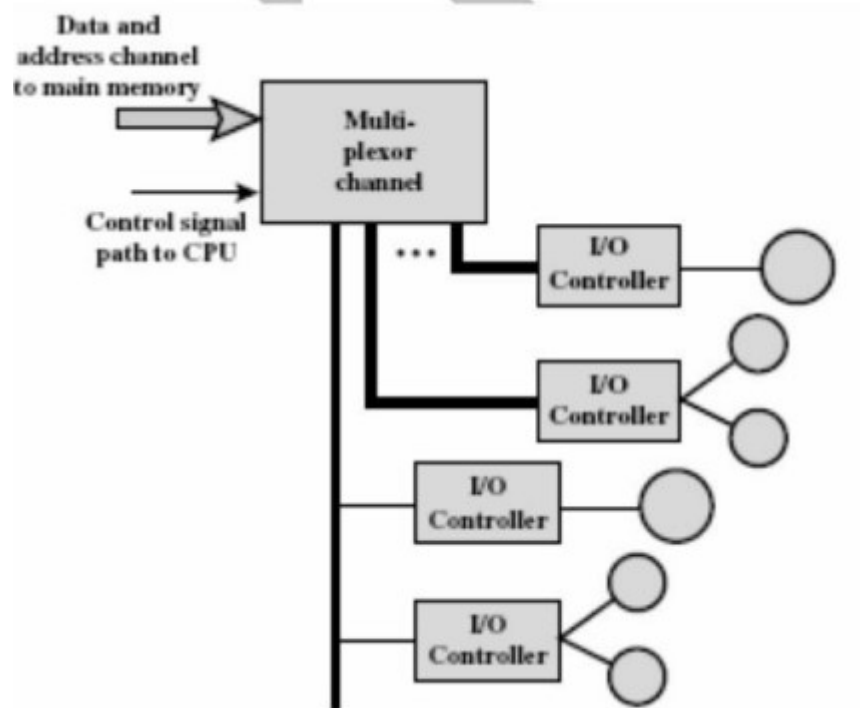 Data and
address channel
to main memory
Multi-
plexor
channel
Control signal
path to CPU
...
I/O
Controller
I/O
Controller
I/O
Controller
I/O
Controller